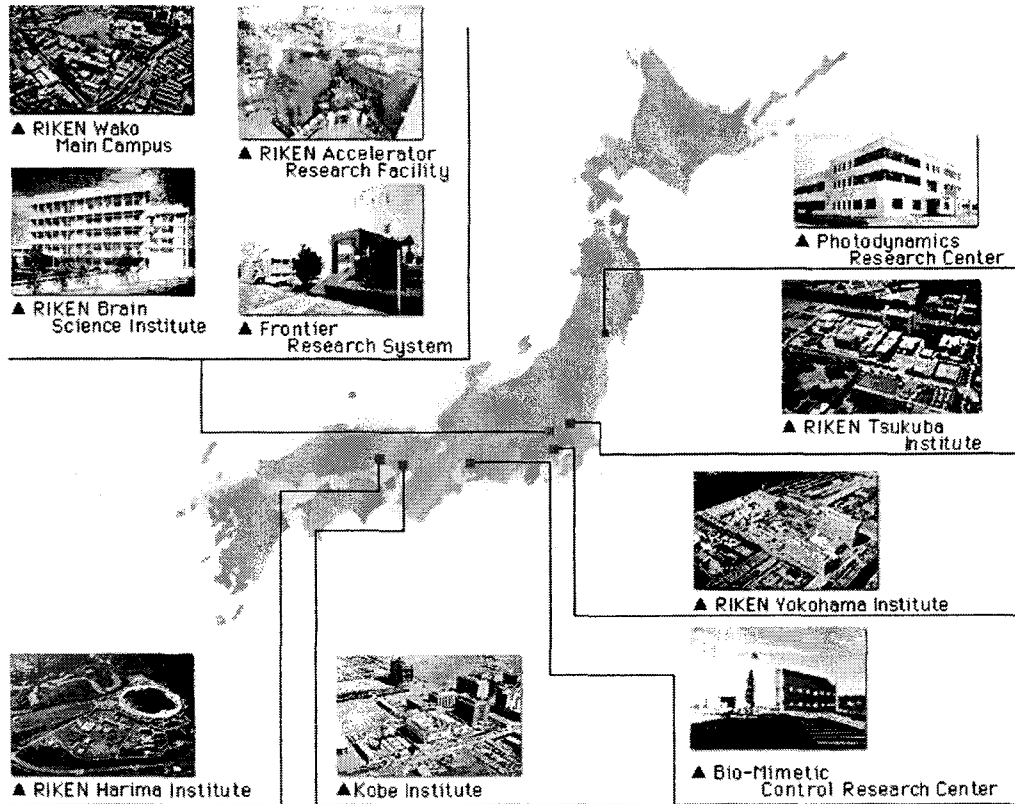 ▲ RIKEN Wako
Main Campus
▲ RIKEN Accelerator
Research Facility
▲ RIKEN Brain
Science Institute
▲ Frontier
Research System
▲ Photodynamics
Research Center
▲ RIKEN Tsukuba
Institute
▲ RIKEN Yokohama Institute
▲ Bio-Mimetic
Control Research Center
▲ RIKEN Harima Institute
▲Kobe Institute